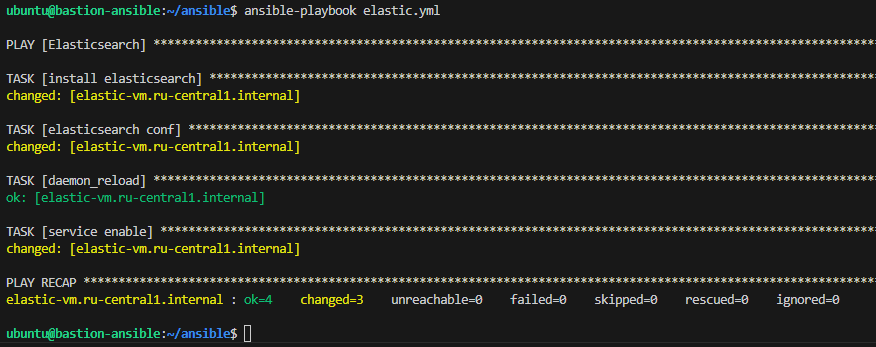 ubuntu@bastion-ansible:~/ansible$ ansible-playbook elastic.yml
PLAY [Elasticsearch] *******************************************************************************************************
TASK [install elasticsearch] ***********************************************************************************************
changed: [elastic-vm.ru-central1.internal]
TASK [elasticsearch conf] **************************************************************************************************
changed: [elastic-vm.ru-central1.internal]
TASK [daemon_reload] *******************************************************************************************************
ok: [elastic-vm.ru-central1.internal]
TASK [service enable] ******************************************************************************************************
changed: [elastic-vm.ru-central1.internal]
PLAY RECAP *****************************************************************************************************************
elastic-vm.ru-central1.internal : ok=4    changed=3    unreachable=0    failed=0    skipped=0    rescued=0    ignored=0
ubuntu@bastion-ansible:~/ansible$